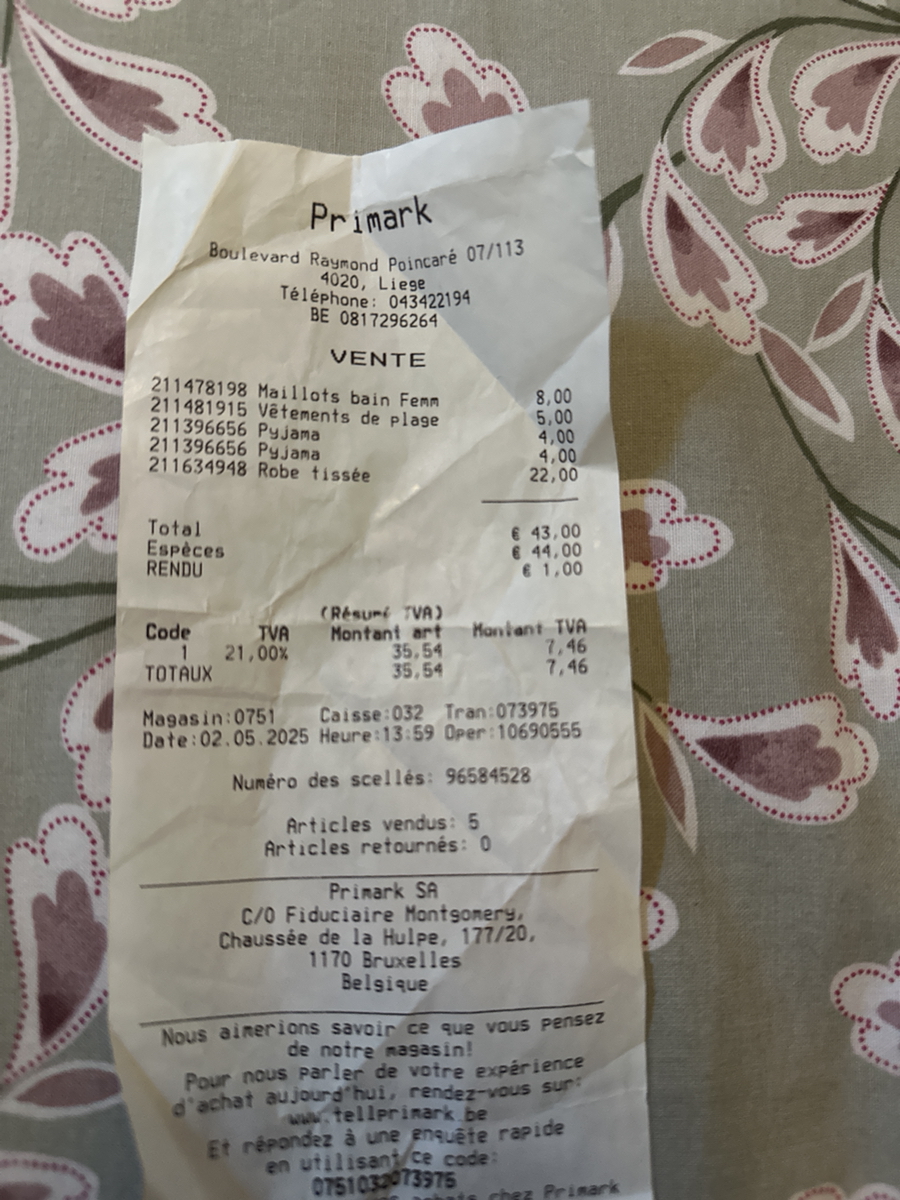 Primark
Boulevard Raymond Poincaré 07/113
4020, Liege
Téléphone: 043422194
BE 0817296264
VENTE
211478198 Maillots bain Femm 8,00
211481915 Vêtements de plage 5,00
211396656 Pyjama 4,00
211396656 Pyjama 4,00
211634948 Robe tissée 22,00
Total € 43,00
Espèces € 44,00
RENDU € 1,00
(Résumé TVA)
Code TVA Montant art Montant TVA
1 21,00% 35,54 7,46
TOTAUX 35,54 7,46
Magasin:0751 Caisse:032 Tran:073975
Date:02.05.2025 Heure:13:59 Oper:10690555
Numéro des scellés: 96584528
Articles vendus: 5
Articles retournés: 0
Primark SA
C/O Fiduciaire Montgomery,
Chaussée de la Hulpe, 177/20,
1170 Bruxelles
Belgique
Nous aimerions savoir ce que vous pensez
de notre magasin!
Pour nous parler de votre expérience
d'achat aujourd'hui, rendez-vous sur:
www.tellprimark.be
Et répondez à une enquête rapide
en utilisant ce code:
0751032073975
achats chez Primark